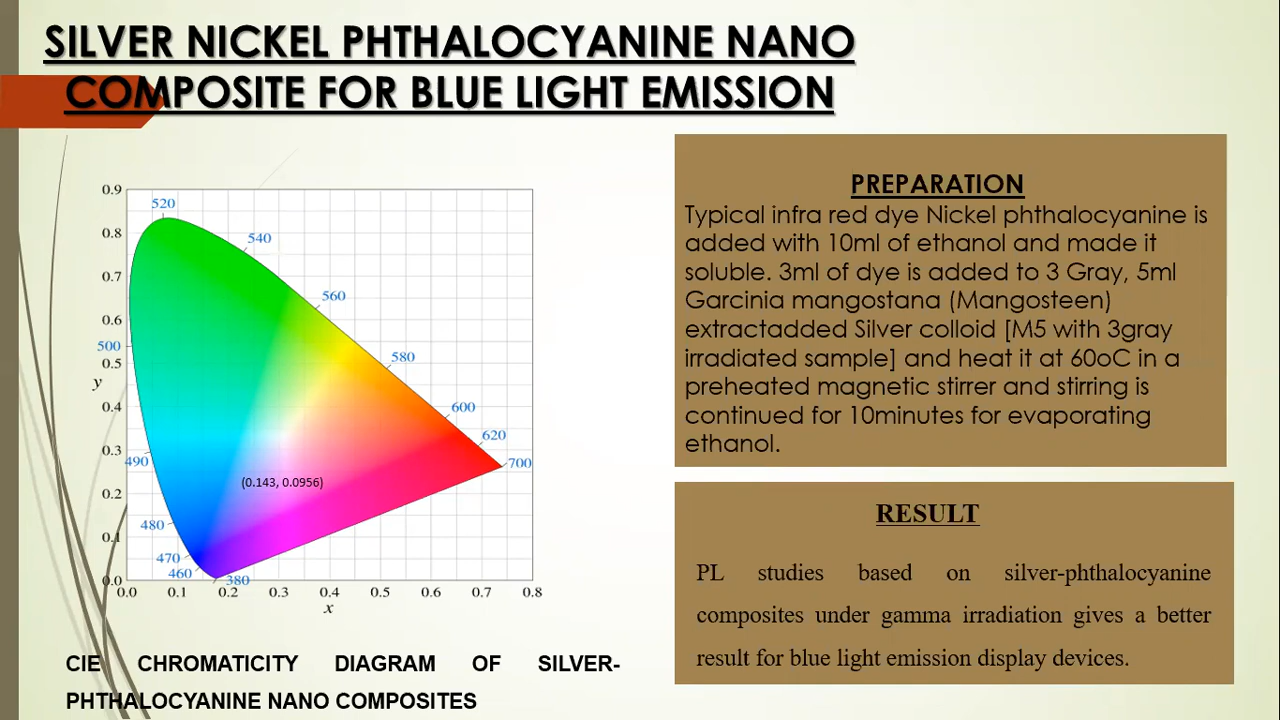 SILVER NICKEL PHTHALOCYANINE NANO
COMPOSITE FOR BLUE LIGHT EMISSION
0.9
520
0.8
540
0.7
560
0.6
500
0.5
580
y
0.4
600
620
0.3
490
700
(0.143, 0.0956)
0.2
480
0.1
470
460
0.0
380
0.0 0.1 0.2 0.3 0.4 0.5 0.6 0.7 0.8
x
CIE CHROMATICITY DIAGRAM OF SILVER-
PHTHALOCYANINE NANO COMPOSITES
PREPARATION
Typical infra red dye Nickel phthalocyanine is
added with 10ml of ethanol and made it
soluble. 3ml of dye is added to 3 Gray, 5ml
Garcinia mangostana (Mangosteen)
extractadded Silver colloid [M5 with 3gray
irradiated sample] and heat it at 60oC in a
preheated magnetic stirrer and stirring is
continued for 10minutes for evaporating
ethanol.
RESULT
PL studies based on silver-phthalocyanine
composites under gamma irradiation gives a better
result for blue light emission display devices.